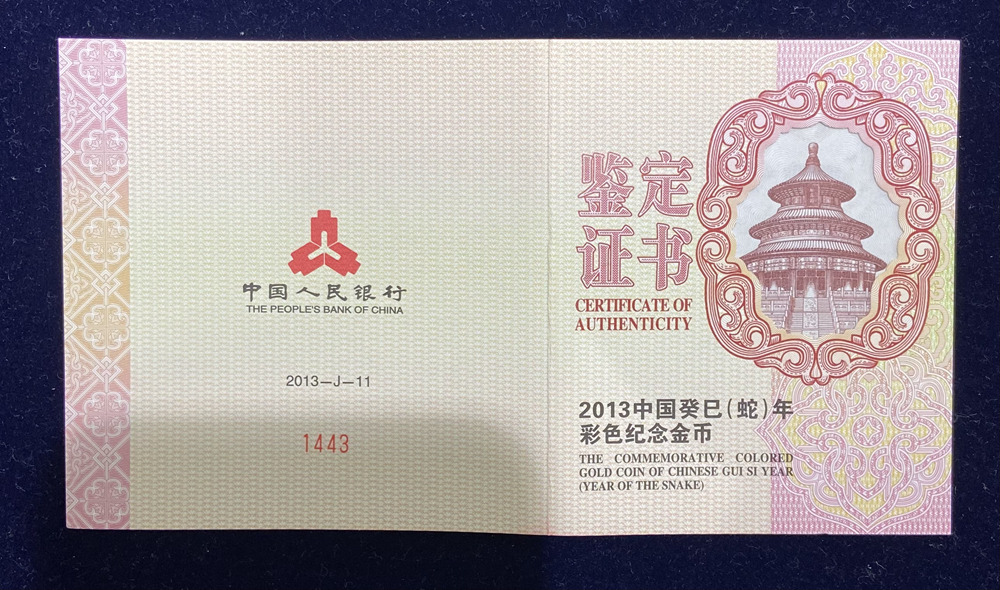 中国人民银行
THE PEOPLE'S BANK OF CHINA
2013—J—11
1443
鉴定
证书
CERTIFICATE OF
AUTHENTICITY
2013中国癸巳(蛇)年
彩色纪念金币
THE COMMEMORATIVE COLORED
GOLD COIN OF CHINESE GUI SI YEAR
(YEAR OF THE SNAKE)